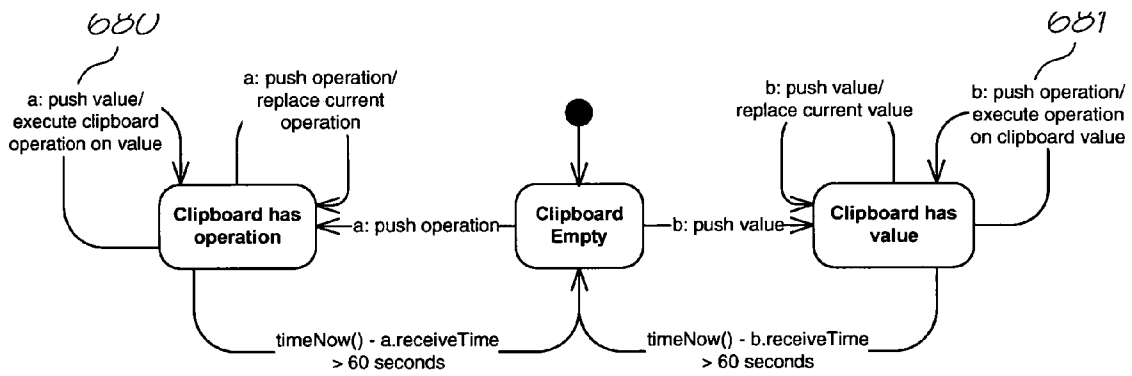 680
681
a: push value/
execute clipboard
operation on value
a: push operation/
replace current
operation
b: push value/
replace current value
b: push operation/
execute operation
on clipboard value
Clipboard has
operation
a: push operation
Clipboard
Empty
b: push value
Clipboard has
value
timeNow() - a.receiveTime
> 60 seconds
timeNow() - b.receiveTime
> 60 seconds